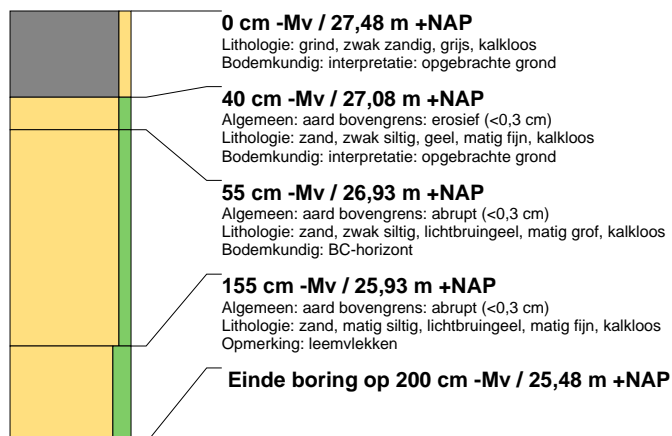 0 cm -Mv / 27,48 m +NAP
Lithologie: grind, zwak zandig, grijs, kalkloos
Bodemkundig: interpretatie: opgebrachte grond
40 cm -Mv / 27,08 m +NAP
Algemeen: aard bovengrens: erosief (<0,3 cm)
Lithologie: zand, zwak siltig, geel, matig fijn, kalkloos
Bodemkundig: interpretatie: opgebrachte grond
55 cm -Mv / 26,93 m +NAP
Algemeen: aard bovengrens: abrupt (<0,3 cm)
Lithologie: zand, zwak siltig, lichtbruingeel, matig grof, kalkloos
Bodemkundig: BC-horizont
155 cm -Mv / 25,93 m +NAP
Algemeen: aard bovengrens: abrupt (<0,3 cm)
Lithologie: zand, matig siltig, lichtbruingeel, matig fijn, kalkloos
Opmerking: leemvlekken
Einde boring op 200 cm -Mv / 25,48 m +NAP